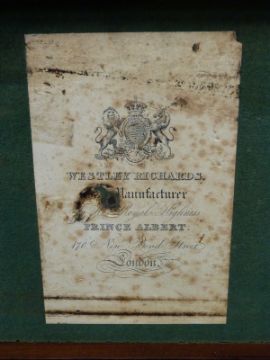 WESTLEY RICHARDS,
Manufacturer
Royal Highness
PRINCE ALBERT.
170, New Bond Street
London.